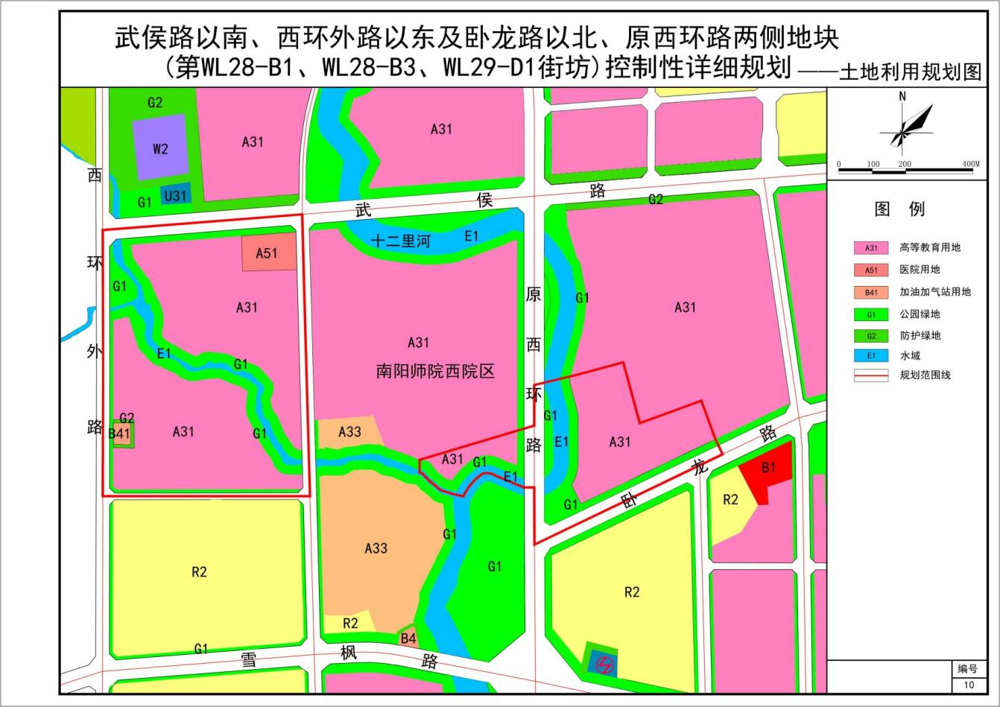 武侯路以南、西环外路以东及卧龙路以北、原西环路两侧地块
(第WL28-B1、WL28-B3、WL29-D1街坊)控制性详细规划 ——土地利用规划图
N
0 100 200 400M
图 例
A31 高等教育用地
A51 医院用地
B41 加油加气站用地
G1 公园绿地
G2 防护绿地
E1 水域
规划范围线
编号
10
G2
W2
A31
A31
U31
G1
西环外路
武侯路
G2
十二里河
E1
A51
G1
A31
G1
A31
原西环路
E1
G1
A31
南阳师院西院区
G2
B41
A31
G1
A33
A31
G1
E1
G1
E1
A31
卧龙路
B1
R2
G1
G1
A33
G1
R2
R2
R2
B4
G1
雪枫路